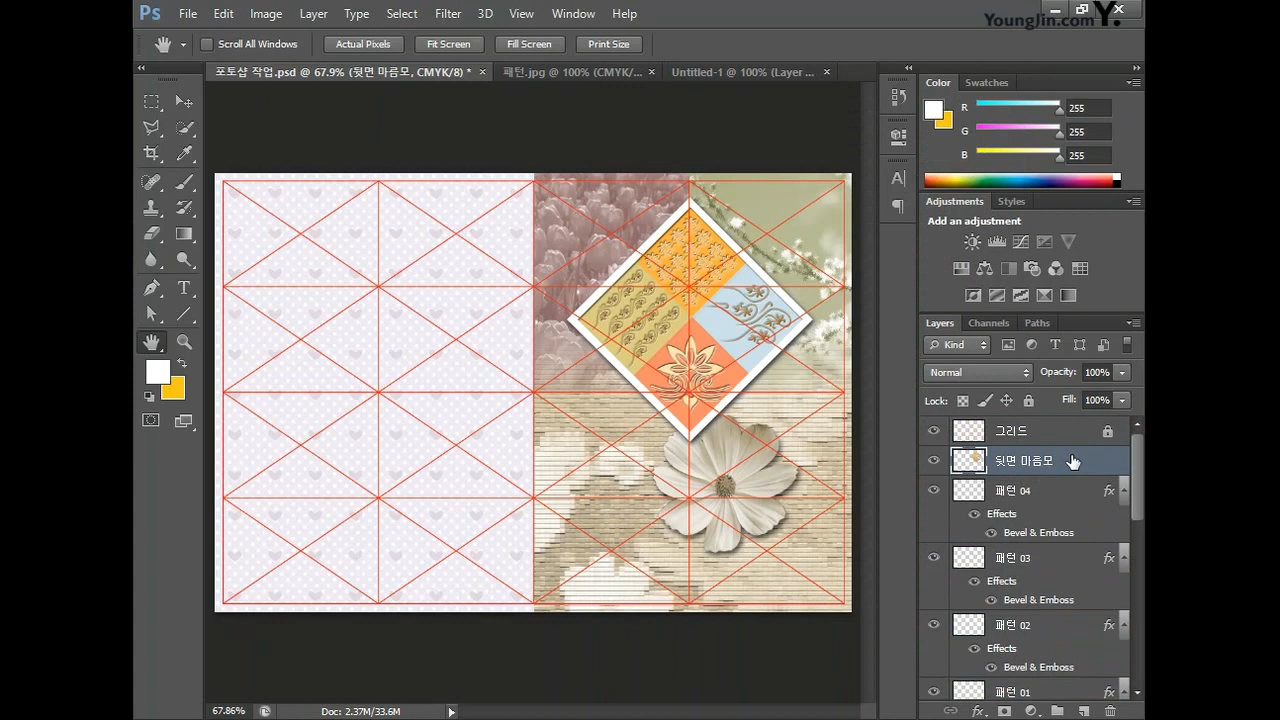 Ps File Edit Image Layer Type Select Filter 3D View Window Help
YoungJin.com Y.
Scroll All Windows Actual Pixels Fit Screen Fill Screen Print Size
포토샵 작업.psd @ 67.9% (뒷면 마름모, CMYK/8) * × 패턴.jpg @ 100% (CMYK/... × Untitled-1 @ 100% (Layer ... ×
Color Swatches
R 255
G 255
B 255
Adjustments Styles
Add an adjustment
Layers Channels Paths
Kind
Normal Opacity: 100%
Lock: Fill: 100%
그리드
뒷면 마름모
패턴 04 fx
Effects
Bevel & Emboss
패턴 03 fx
Effects
Bevel & Emboss
패턴 02 fx
Effects
Bevel & Emboss
패턴 01 fx
67.86% Doc: 2.37M/33.6M